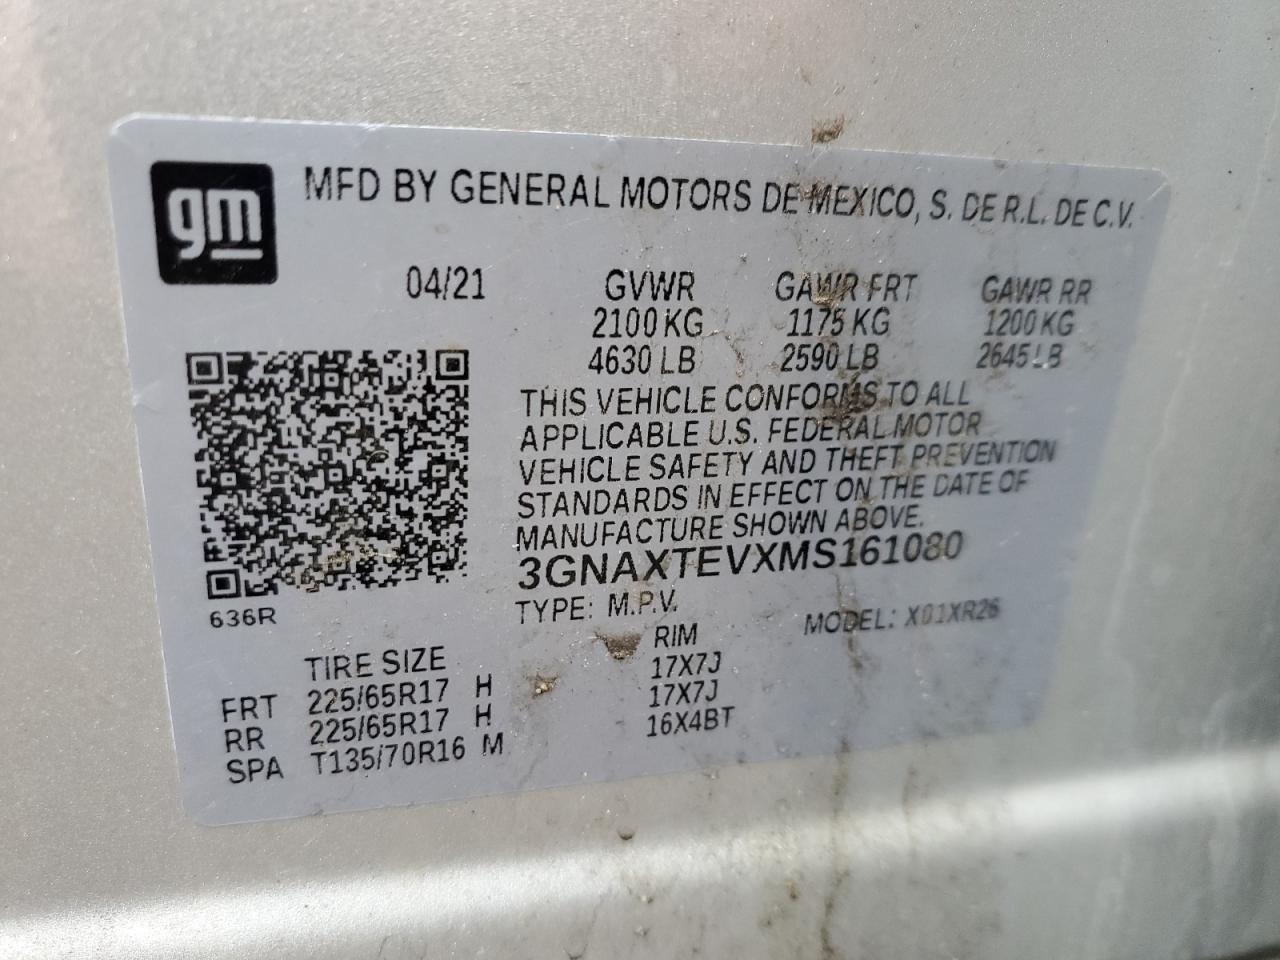 gm
MFD BY GENERAL MOTORS DE MEXICO, S. DE R.L. DE C.V.
04/21 GVWR GAWR FRT GAWR RR
2100 KG 1175 KG 1200 KG
4630 LB 2590 LB 2645 LB
THIS VEHICLE CONFORMS TO ALL
APPLICABLE U.S. FEDERAL MOTOR
VEHICLE SAFETY AND THEFT PREVENTION
STANDARDS IN EFFECT ON THE DATE OF
MANUFACTURE SHOWN ABOVE.
3GNAXTEVXMS161080
TYPE: M.P.V. MODEL: X01XR26
636R
TIRE SIZE RIM
FRT 225/65R17 H 17X7J
RR 225/65R17 H 17X7J
SPA T135/70R16 M 16X4BT